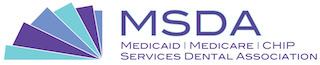 MSDA
Medicaid | Medicare | CHIP
Services Dental Association